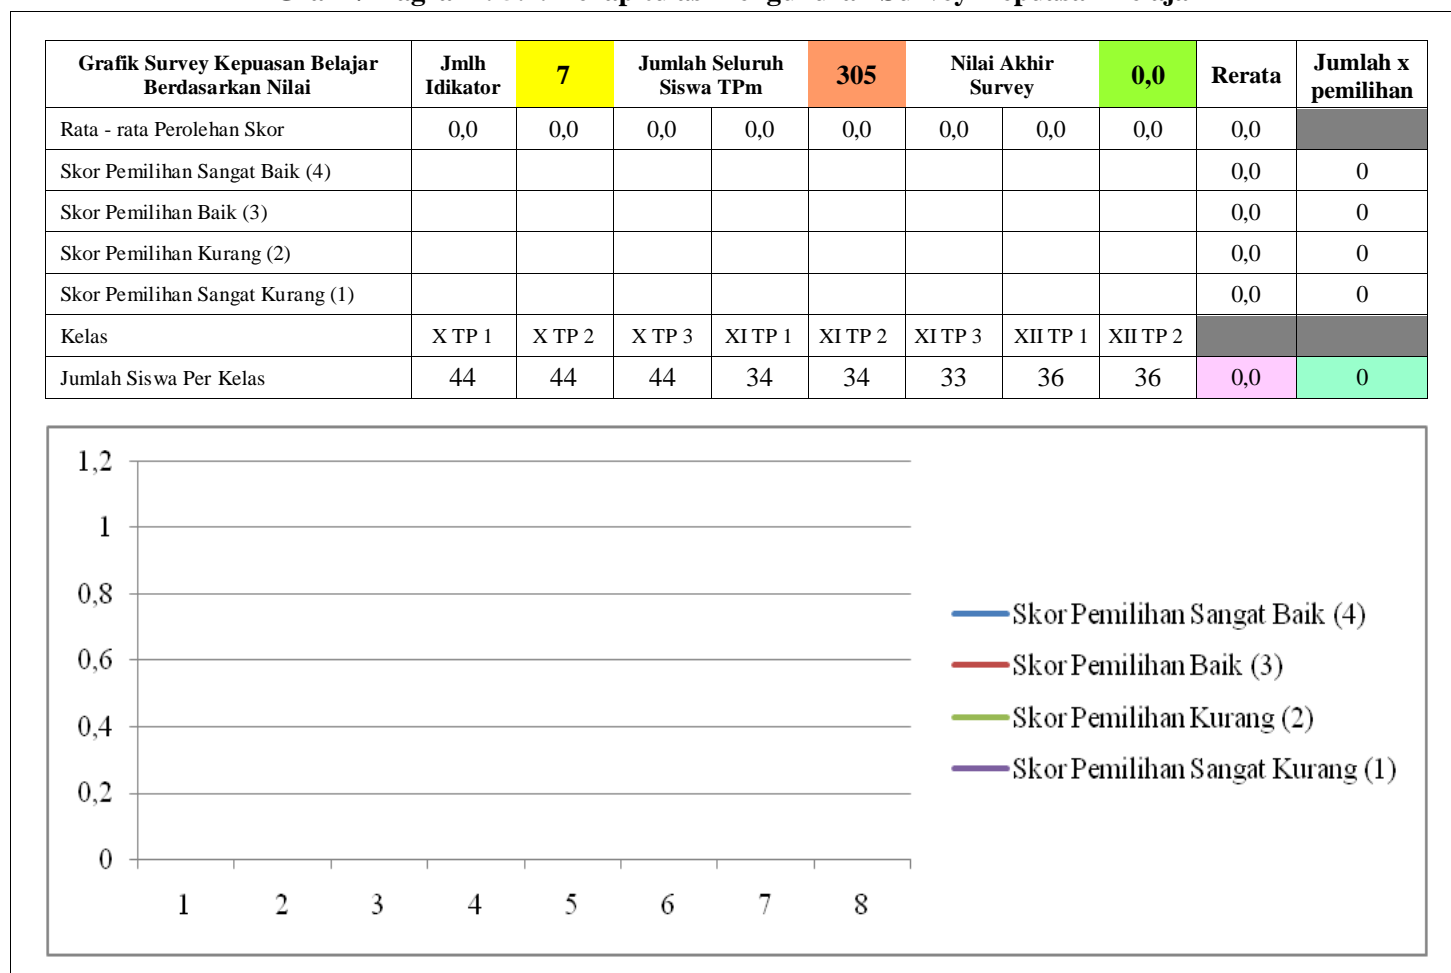 Grafik Survey Kepuasan Belajar Berdasarkan Nilai Jmlh Idikator 7 Jumlah Seluruh Siswa TPm 305 Nilai Akhir Survey 0,0 Rerata Jumlah x pemilihan
Rata - rata Perolehan Skor 0,0 0,0 0,0 0,0 0,0 0,0 0,0 0,0 0,0
Skor Pemilihan Sangat Baik (4) 0,0 0
Skor Pemilihan Baik (3) 0,0 0
Skor Pemilihan Kurang (2) 0,0 0
Skor Pemilihan Sangat Kurang (1) 0,0 0
Kelas X TP 1 X TP 2 X TP 3 XI TP 1 XI TP 2 XI TP 3 XII TP 1 XII TP 2
Jumlah Siswa Per Kelas 44 44 44 34 34 33 36 36 0,0 0
1,2
1
0,8
0,6
0,4
0,2
0
1 2 3 4 5 6 7 8
Skor Pemilihan Sangat Baik (4)
Skor Pemilihan Baik (3)
Skor Pemilihan Kurang (2)
Skor Pemilihan Sangat Kurang (1)